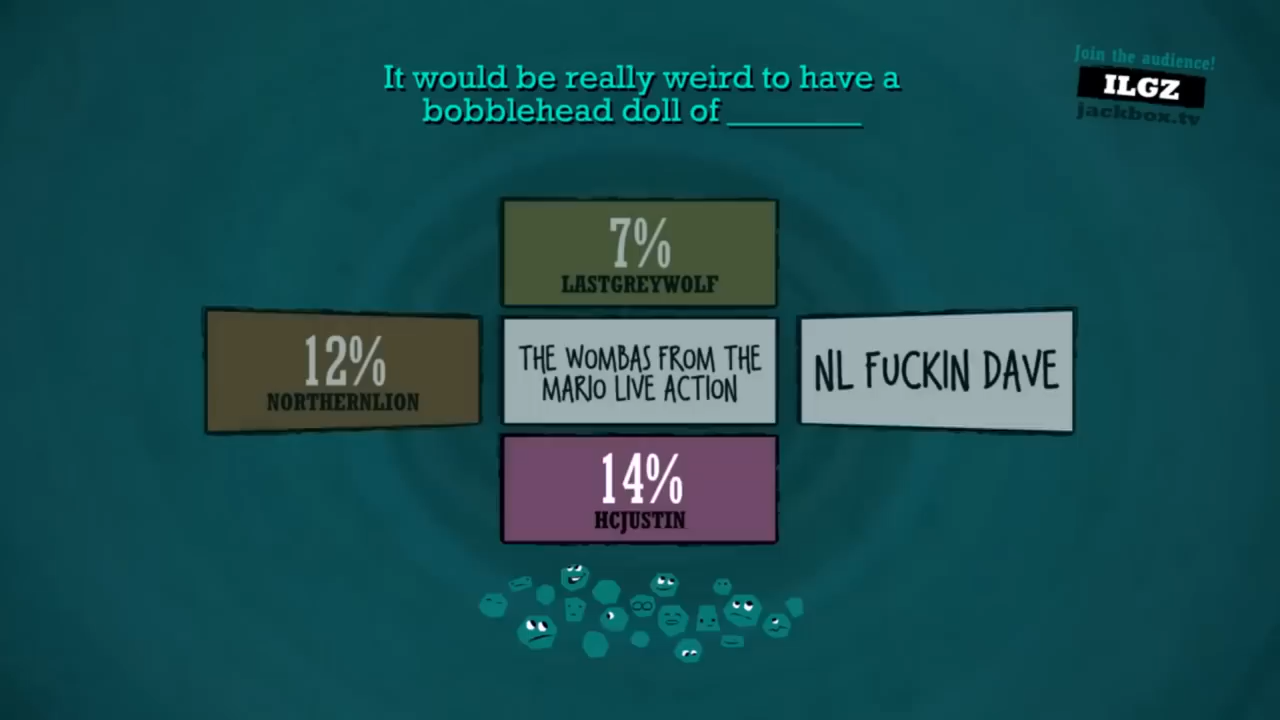 It would be really weird to have a
bobblehead doll of ________
Join the audience!
ILGZ
jackbox.tv
7%
LASTGREYWOLF
12%
NORTHERNLION
THE WOMBAS FROM THE
MARIO LIVE ACTION
NL FUCKIN DAVE
14%
HCJUSTIN